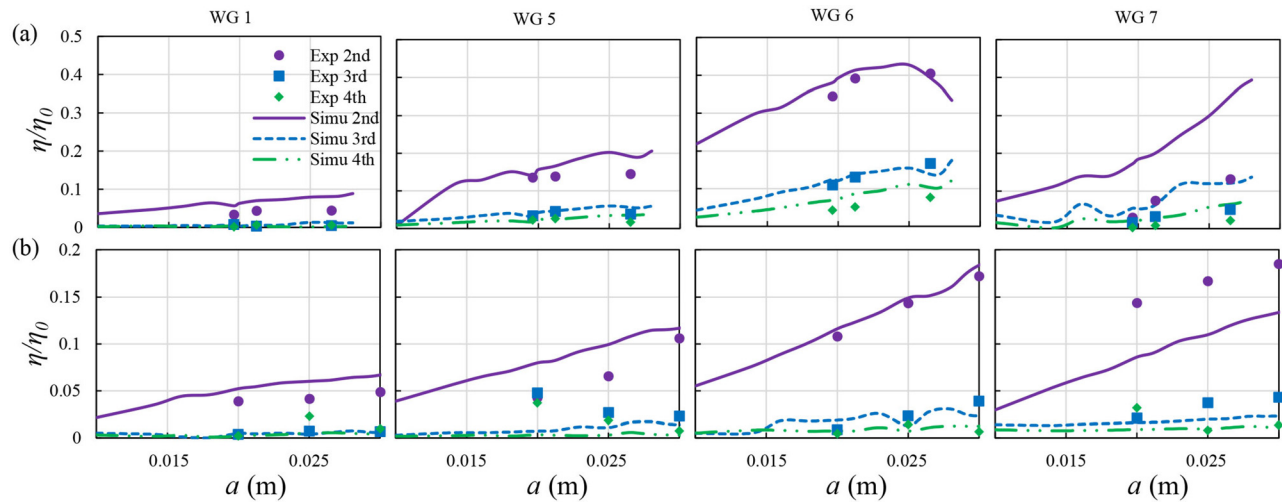 WG 1 WG 5 WG 6 WG 7
(a)
0.5
0.4
0.3
0.2
0.1
0
η/η0
Exp 2nd
Exp 3rd
Exp 4th
Simu 2nd
Simu 3rd
Simu 4th
(b)
0.2
0.15
0.1
0.05
0
η/η0
0.015 0.025 0.015 0.025 0.015 0.025 0.015 0.025
a (m) a (m) a (m) a (m)